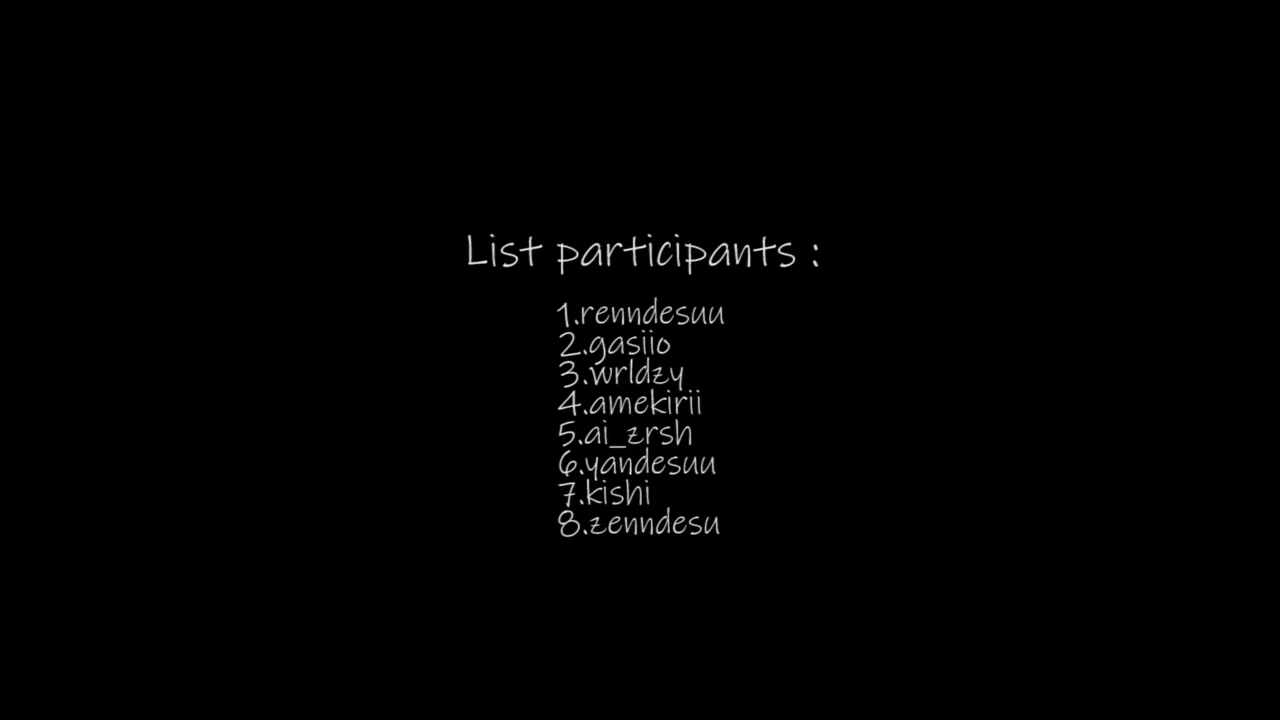 List participants :
1.renndesuu
2.gasiio
3.wrldzy
4.amekirii
5.ai_zrsh
6.yandesuu
7.kishi
8.zenndesu